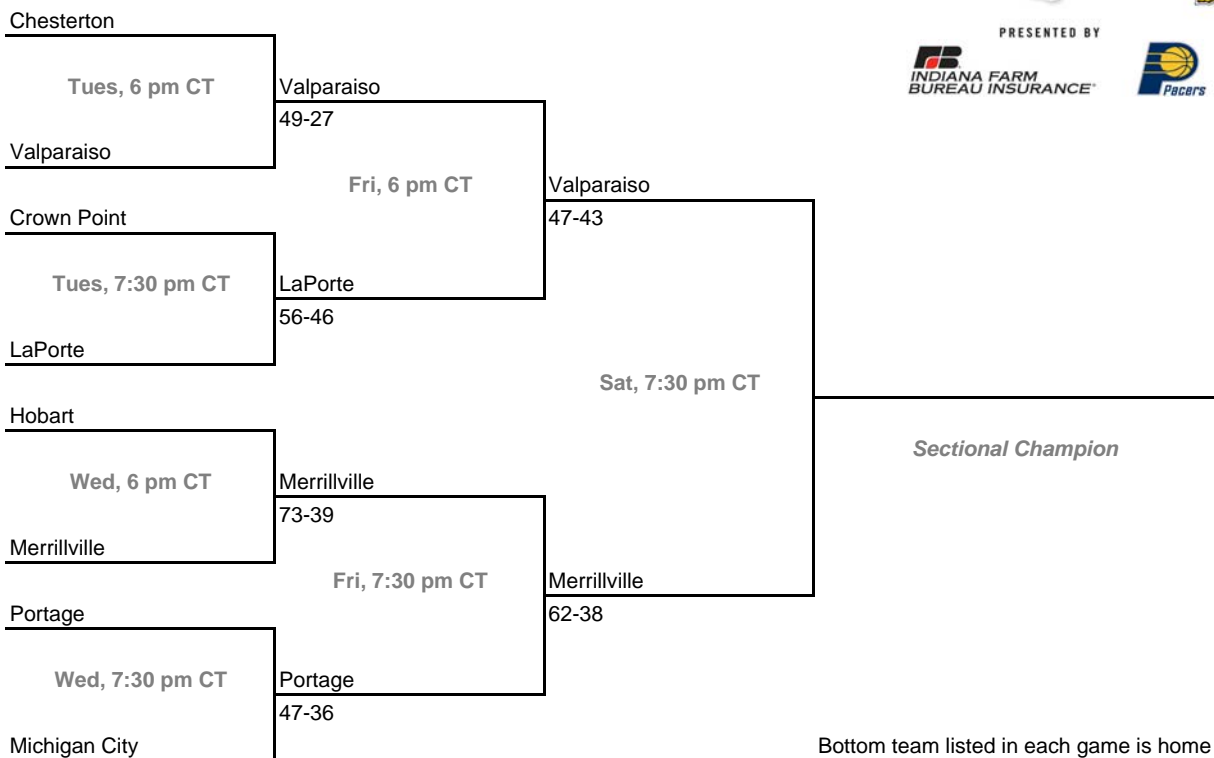 Chesterton
PRESENTED BY
INDIANA FARM
BUREAU INSURANCE
Pacers
Tues, 6 pm CT
Valparaiso
49-27
Valparaiso
Fri, 6 pm CT
Valparaiso
47-43
Crown Point
Tues, 7:30 pm CT
LaPorte
56-46
LaPorte
Sat, 7:30 pm CT
Hobart
Sectional Champion
Wed, 6 pm CT
Merrillville
73-39
Merrillville
Fri, 7:30 pm CT
Merrillville
62-38
Portage
Wed, 7:30 pm CT
Portage
47-36
Michigan City
Bottom team listed in each game is home